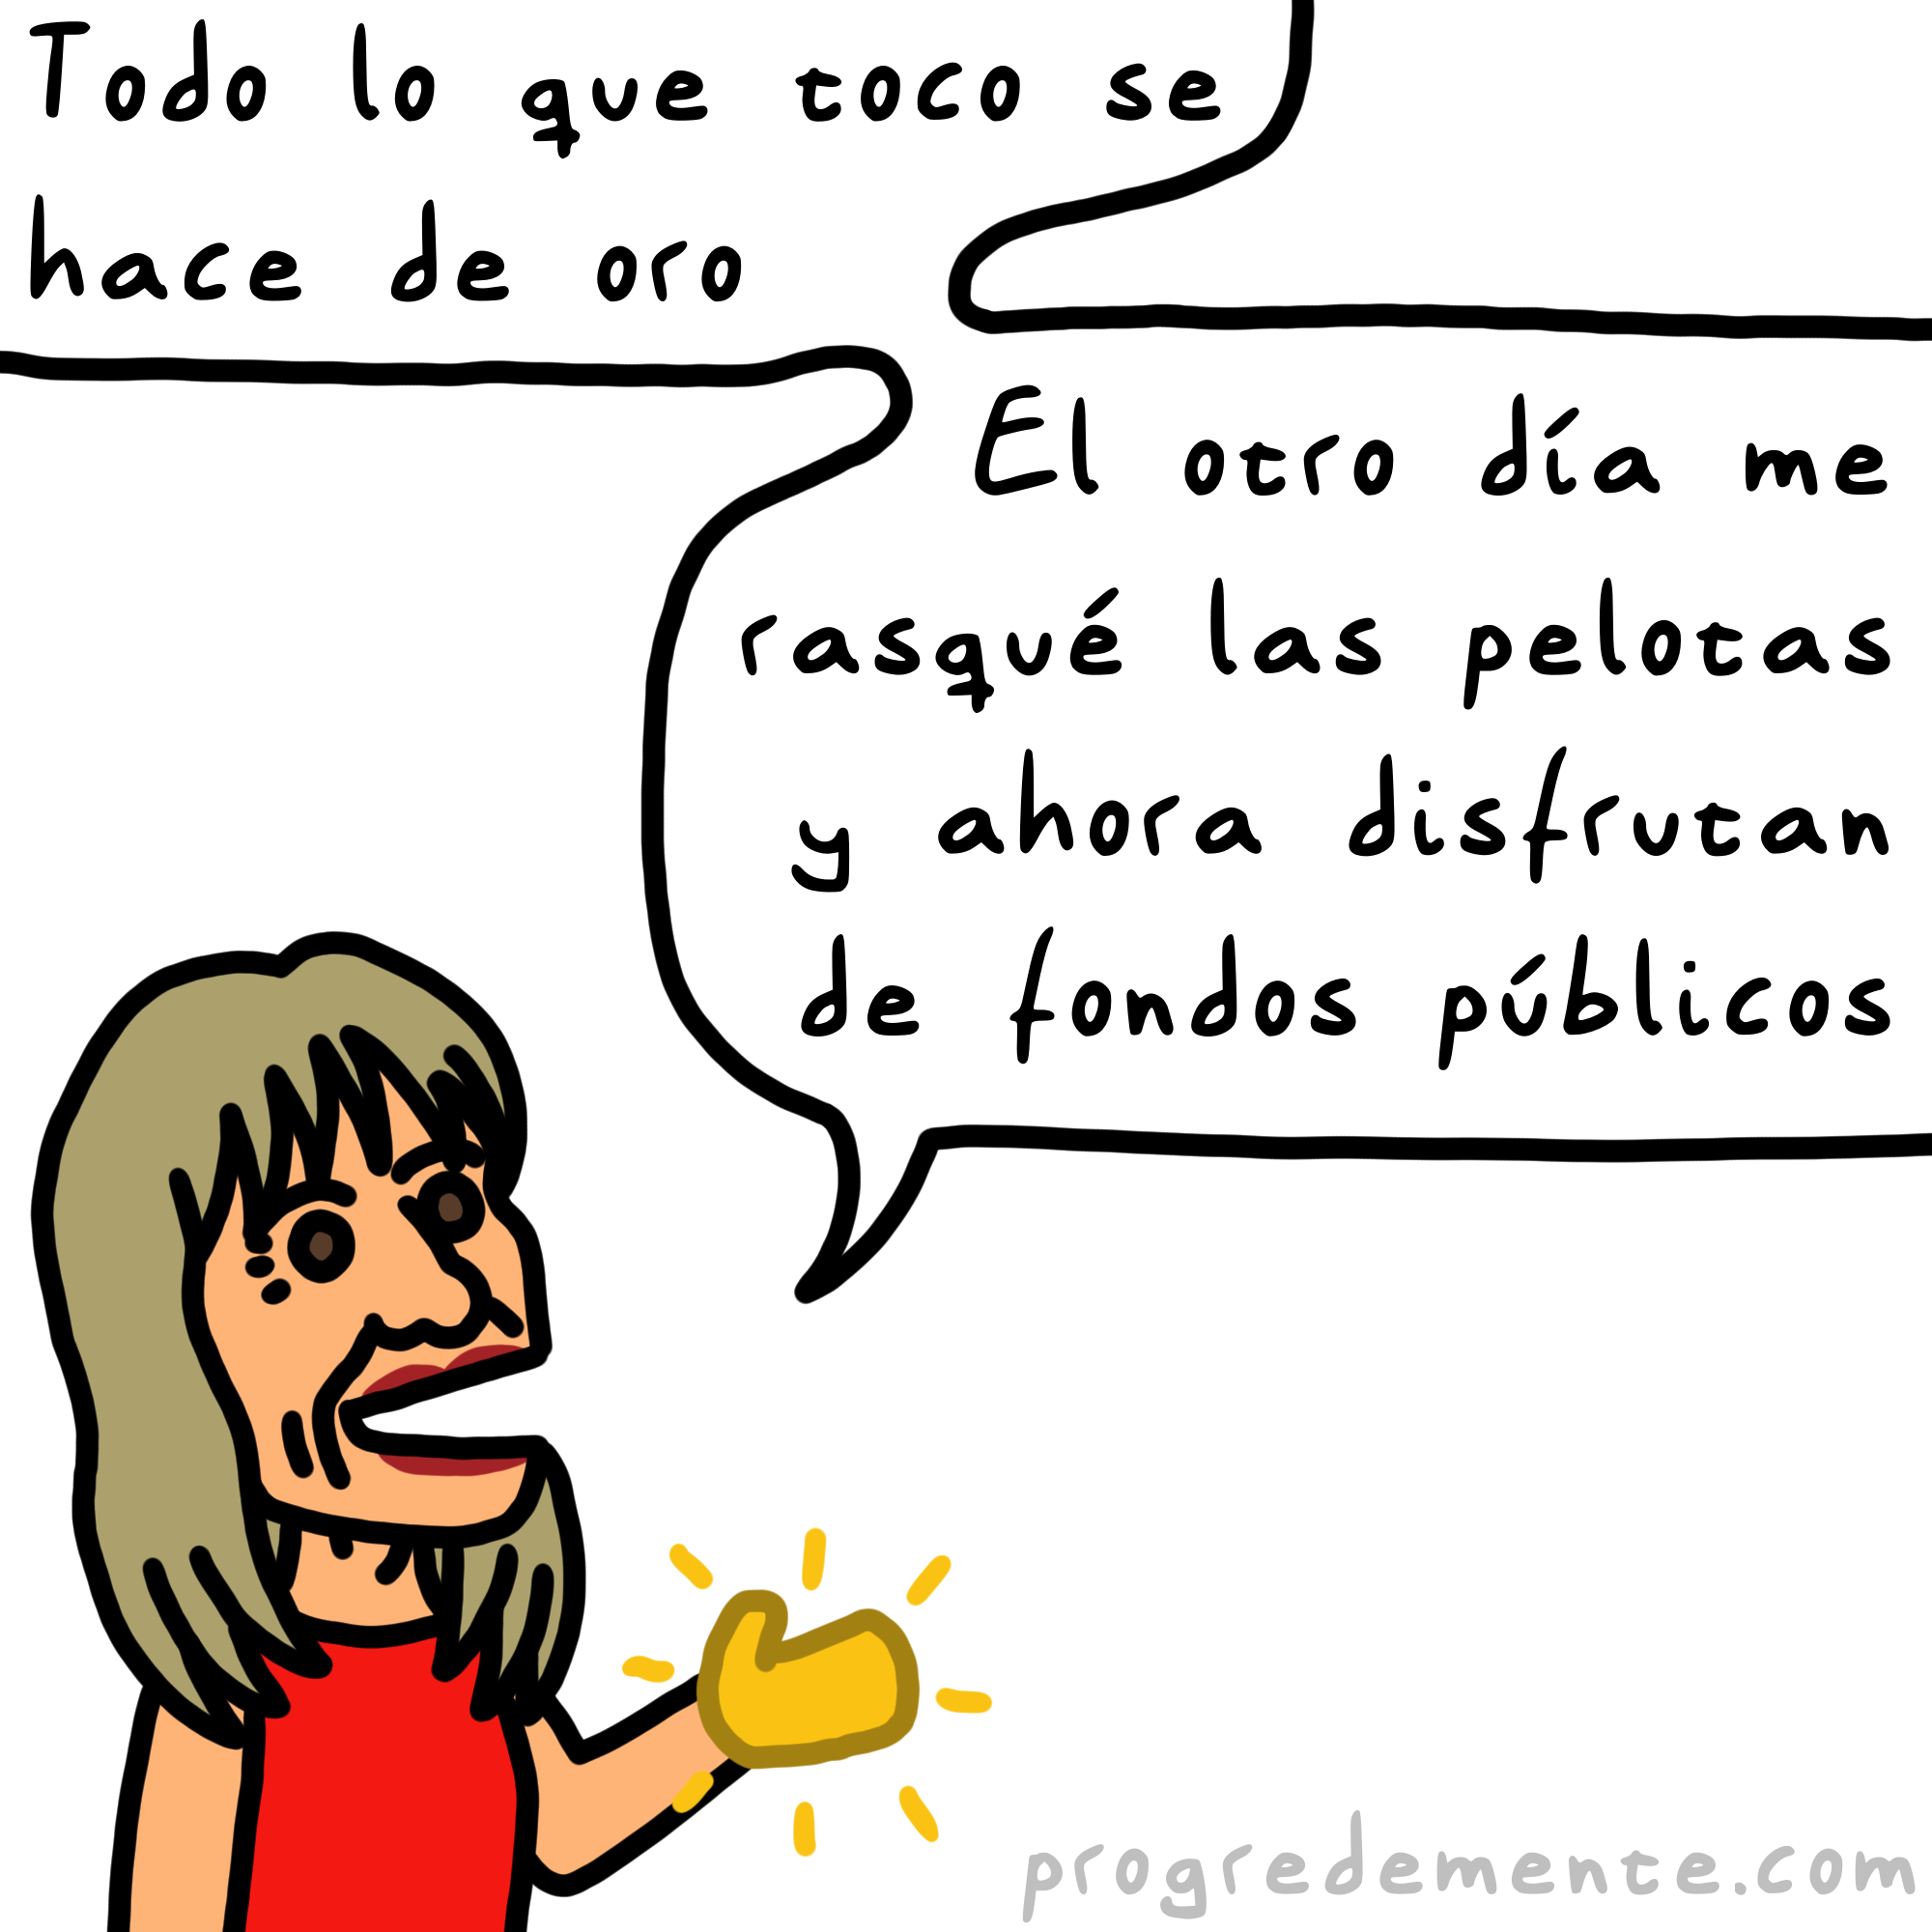 Todo lo que toco se
hace de oro
El otro día me
rasqué las pelotas
y ahora disfrutan
de fondos públicos
progredemente.com